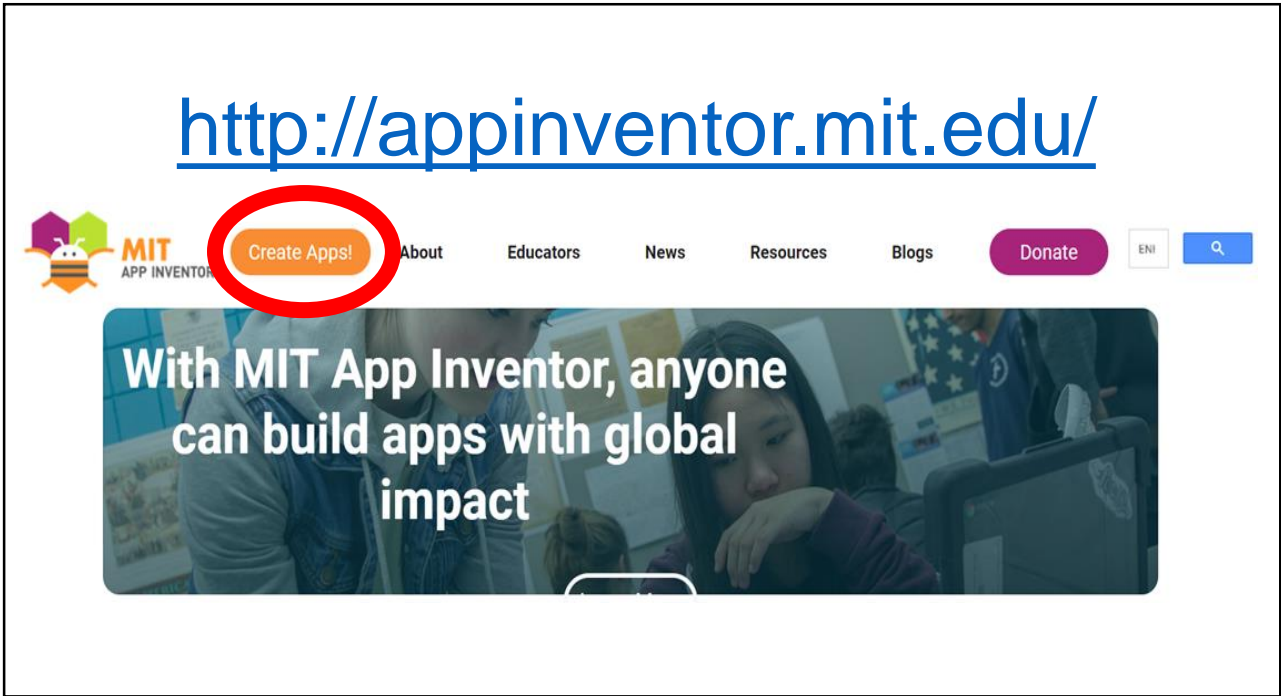 http://appinventor.mit.edu/
MIT
APP INVENTOR
Create Apps!
About
Educators
News
Resources
Blogs
Donate
ENI
With MIT App Inventor, anyone
can build apps with global
impact